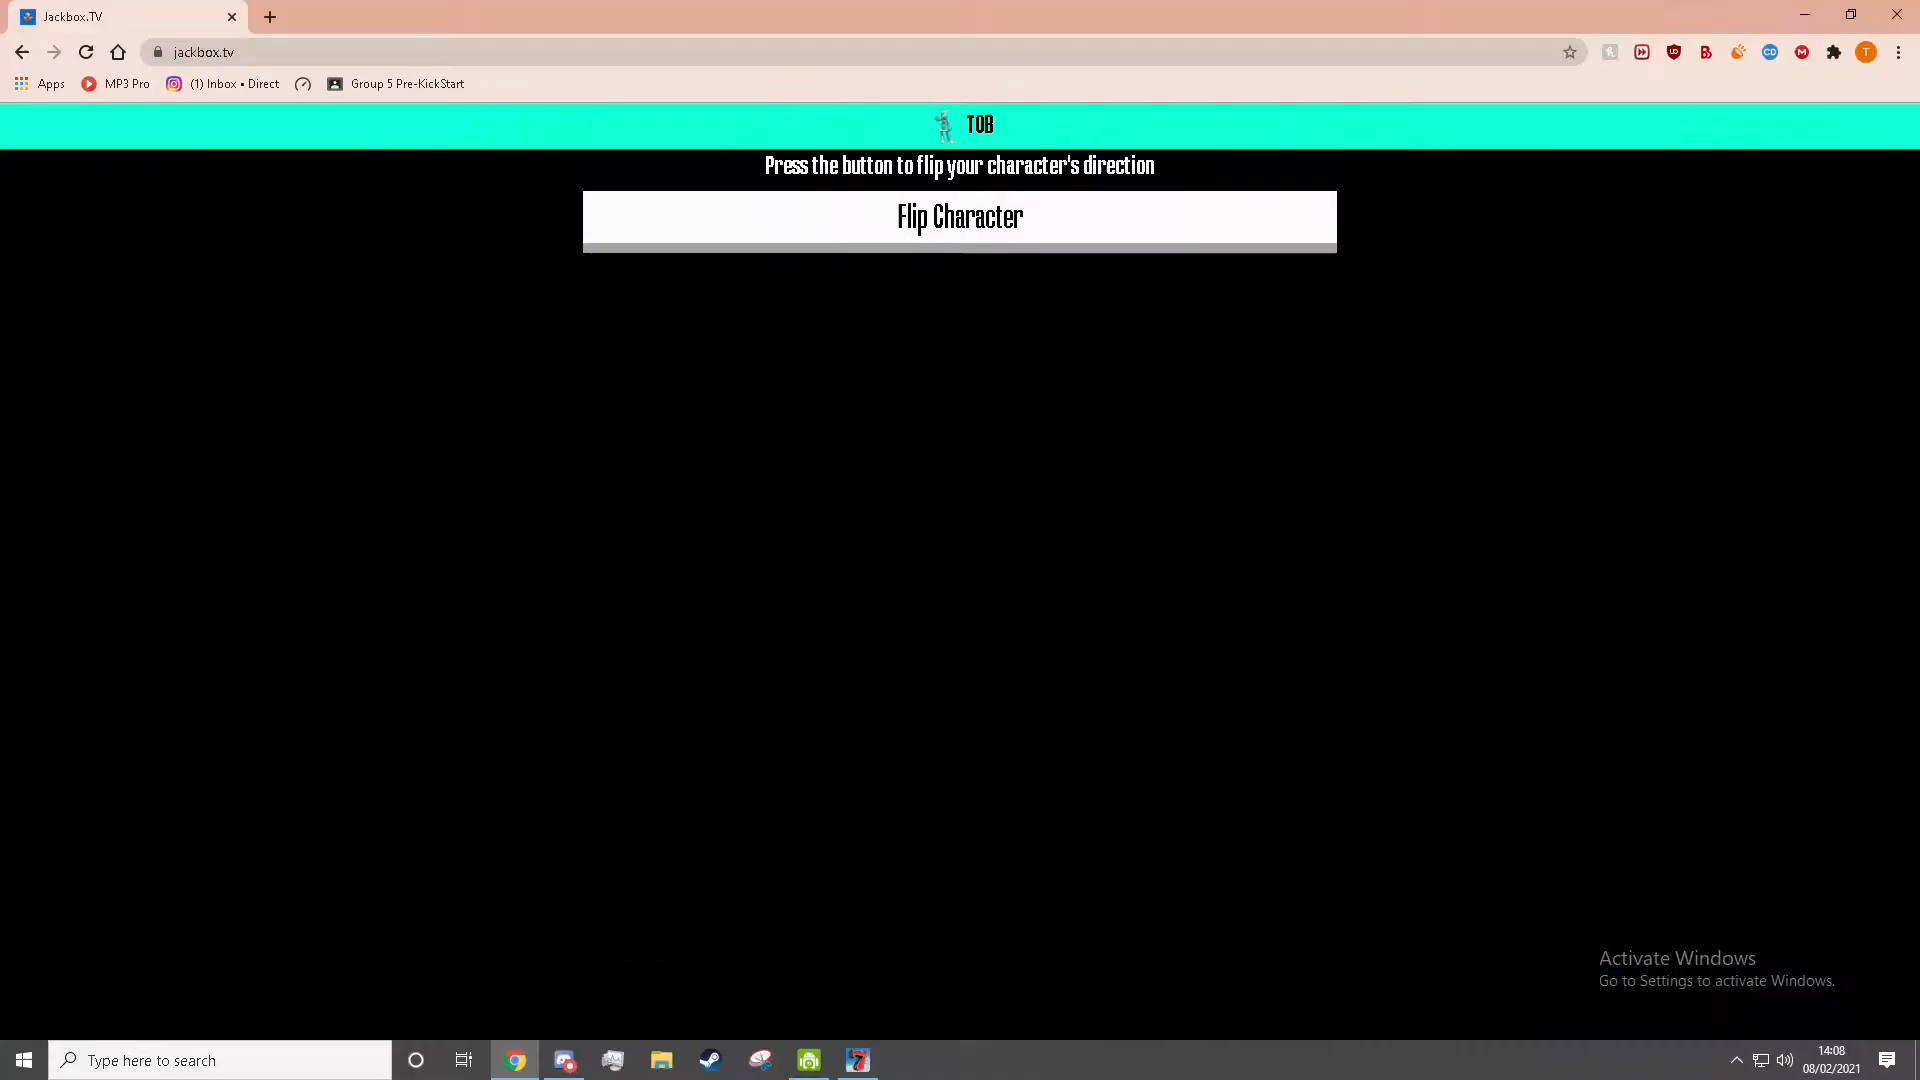 Jackbox.TV
jackbox.tv
Apps MP3 Pro (1) Inbox • Direct Group 5 Pre-KickStart
TOB
Press the button to flip your character's direction
Flip Character
Activate Windows
Go to Settings to activate Windows.
Type here to search
14:08
08/02/2021